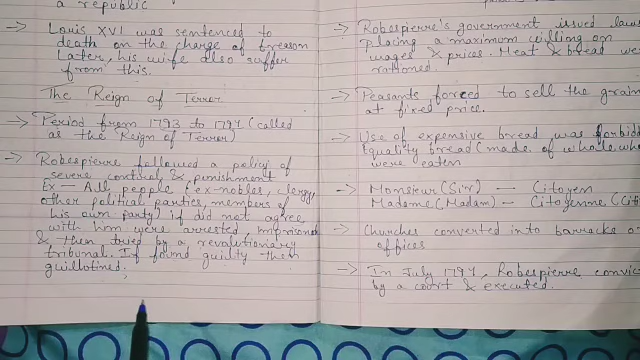 a republic
-> Louis XVI was sentenced to
death on the charge of treason
Later, his wife also suffer
from this.
The Reign of Terror
-> Period from 1793 to 1794 (called
as the Reign of Terror)
-> Robespierre followed a policy of
severe control & punishment
Ex - All people (ex-nobles, clergy,
other political parties, members of
his own party) if did not agree
with him were arrested, imprisoned
& then tried by a revolutionary
tribunal. If found guilty then
guillotined.
-> Robespierre's government issued laws
placing a maximum ceiling on
wages & prices. Meat & bread were
rationed.
-> Peasants forced to sell the grain
at fixed price.
-> Use of expensive bread was forbidd
Equality bread (made of whole
were eaten
-> Monsieur (Sir) - Citoyen
Madame (Madam) - Citoyenne
-> Churches converted into barracks or
offices
-> In July 1794, Robespierre convic
by a court & executed.